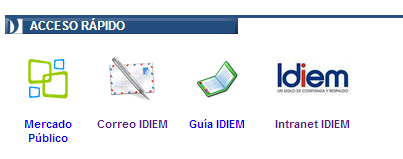 ACCESO RÁPIDO
Idiem
UN SIGLO DE CONFIANZA Y RESPALDO
Mercado Público
Correo IDIEM
Guía IDIEM
Intranet IDIEM